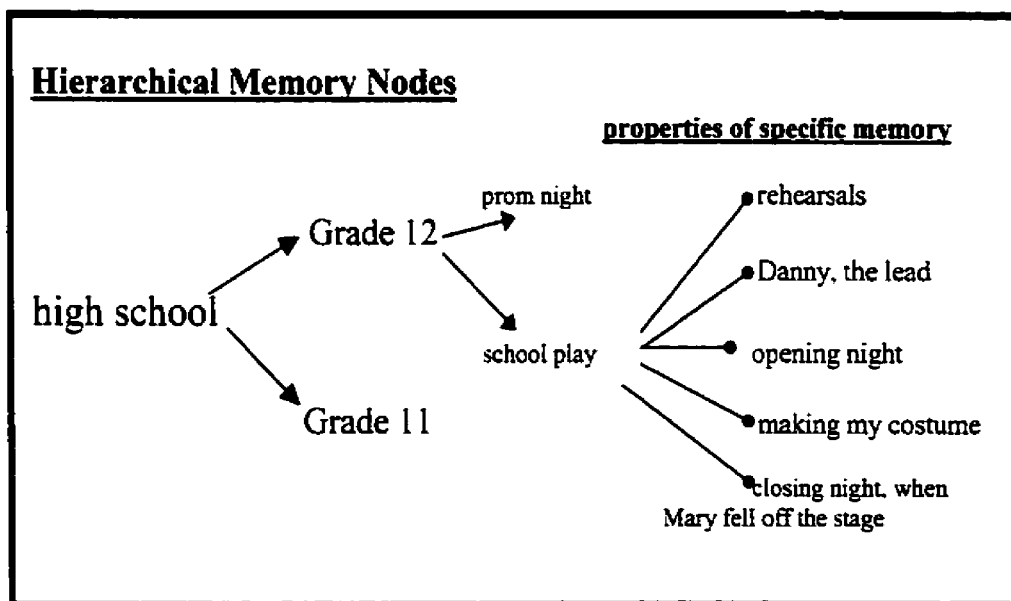 Hierarchical Memory Nodes
properties of specific memory
prom night
rehearsals
Grade 12
Danny, the lead
high school
school play
opening night
Grade 11
making my costume
closing night, when
Mary fell off the stage